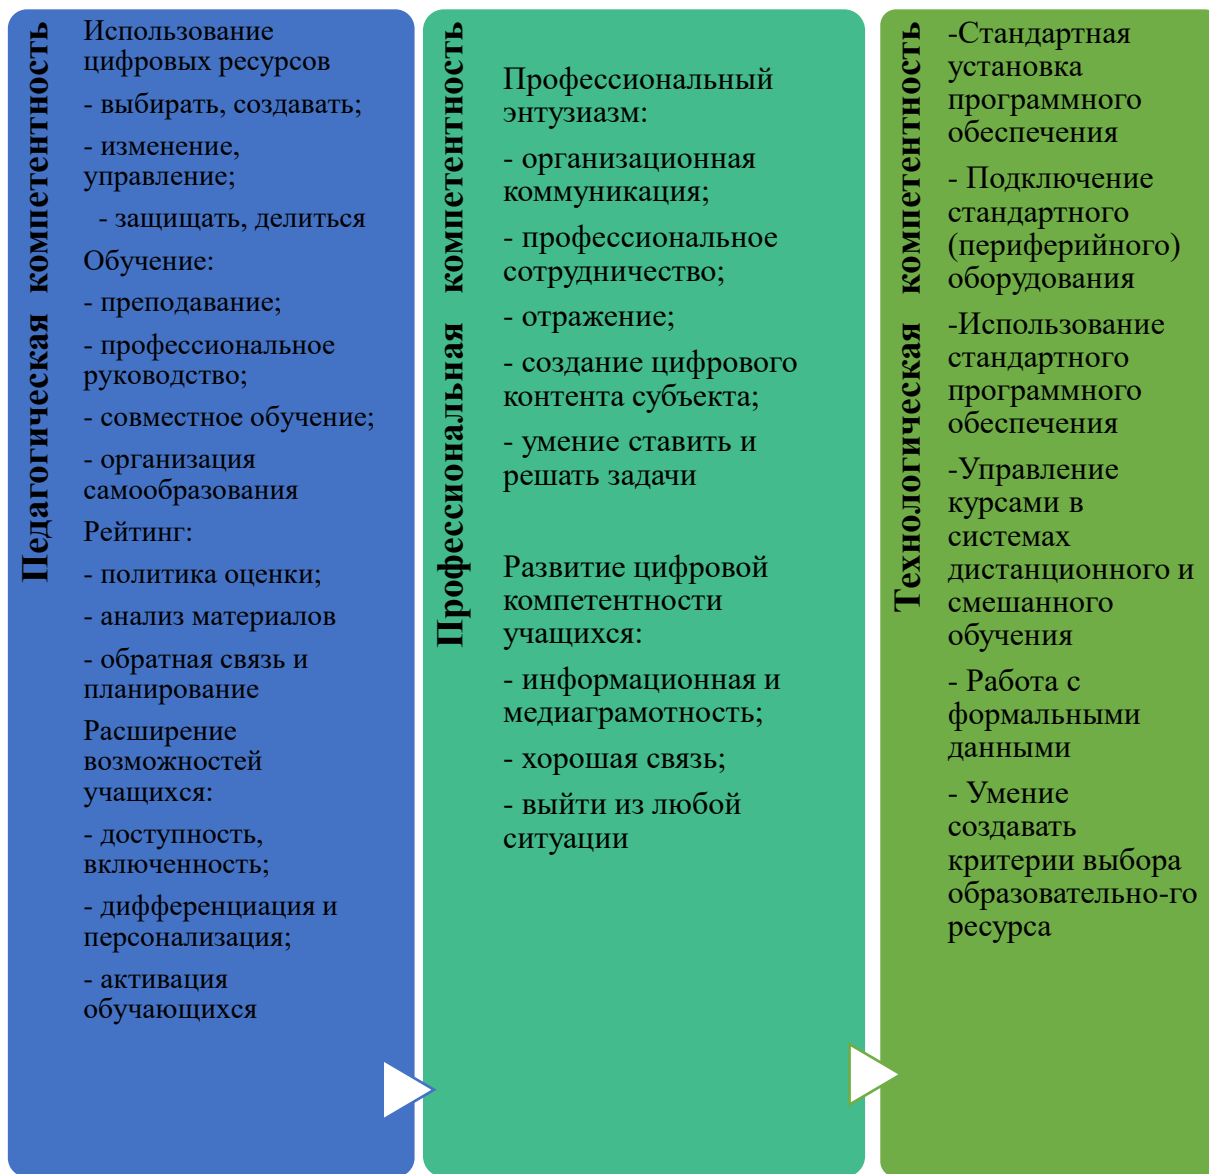 Педагогическая компетентность
Использование
цифровых ресурсов
- выбирать, создавать;
- изменение,
управление;
- защищать, делиться
Обучение:
- преподавание;
- профессиональное
руководство;
- совместное обучение;
- организация
самообразования
Рейтинг:
- политика оценки;
- анализ материалов
- обратная связь и
планирование
Расширение
возможностей
учащихся:
- доступность,
включенность;
- дифференциация и
персонализация;
- активация
обучающихся
Профессиональная компетентность
Профессиональный
энтузиазм:
- организационная
коммуникация;
- профессиональное
сотрудничество;
- отражение;
- создание цифрового
контента субъекта;
- умение ставить и
решать задачи
Развитие цифровой
компетентности
учащихся:
- информационная и
медиаграмотность;
- хорошая связь;
- выйти из любой
ситуации
Технологическая компетентность
-Стандартная
установка
программного
обеспечения
- Подключение
стандартного
(периферийного)
оборудования
-Использование
стандартного
программного
обеспечения
-Управление
курсами в
системах
дистанционного и
смешанного
обучения
- Работа с
формальными
данными
- Умение
создавать
критерии выбора
образовательно-го
ресурса